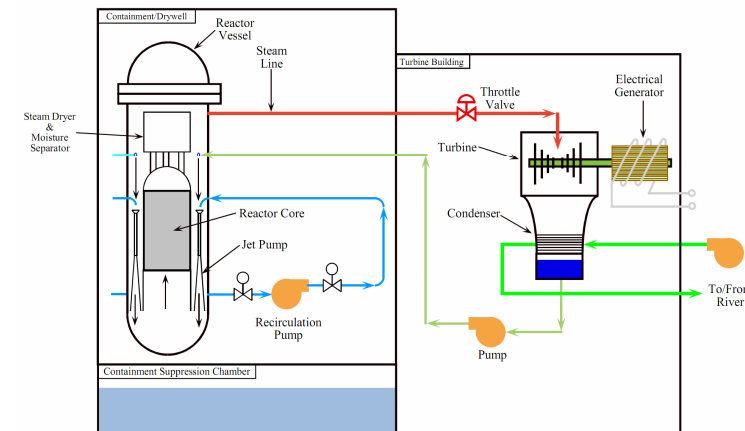 Containment/Drywell
Reactor
Vessel
Steam
Line
Turbine Building
Throttle
Valve
Electrical
Generator
Steam Dryer
&
Moisture
Separator
Turbine
Condenser
Reactor Core
Jet Pump
Recirculation
Pump
Pump
To/From
River
Containment Suppression Chamber